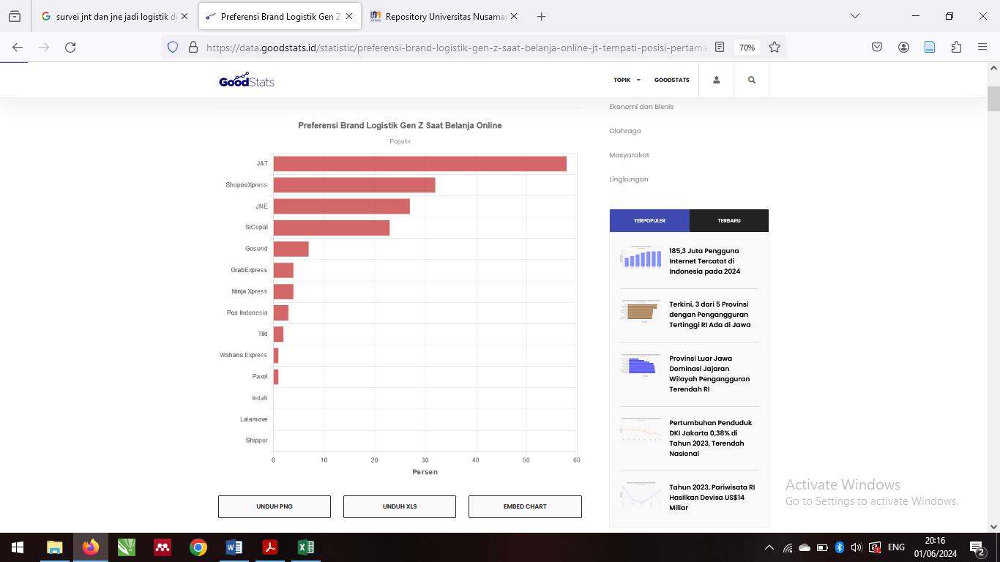 survei jnt dan jne jadi logistik di
Preferensi Brand Logistik Gen Z
Repository Universitas Nusamar
https://data.goodstats.id/statistic/preferensi-brand-logistik-gen-z-saat-belanja-online-jt-tempati-posisi-pertama
70%
GoodStats
TOPIK
GOODSTATS
Preferensi Brand Logistik Gen Z Saat Belanja Online
Populix
J&T
ShopeeXpress
JNE
SiCepat
Gosend
GrabExpress
Ninja Xpress
Pos Indonesia
Tiki
Wahana Express
Paxel
Indah
Lalamove
Shipper
0 10 20 30 40 50 60
Persen
UNDUH PNG
UNDUH XLS
EMBED CHART
Ekonomi dan Bisnis
Olahraga
Masyarakat
Lingkungan
TERPOPULER
TERBARU
185,3 Juta Pengguna
Internet Tercatat di
Indonesia pada 2024
Terkini, 3 dari 5 Provinsi
dengan Pengangguran
Tertinggi RI Ada di Jawa
Provinsi Luar Jawa
Dominasi Jajaran
Wilayah Pengangguran
Terendah RI
Pertumbuhan Penduduk
DKI Jakarta 0,38% di
Tahun 2023, Terendah
Nasional
Tahun 2023, Pariwisata RI
Hasilkan Devisa US$14
Miliar
Activate Windows
Go to Settings to activate Windows.
ENG
20:16
01/06/2024
2